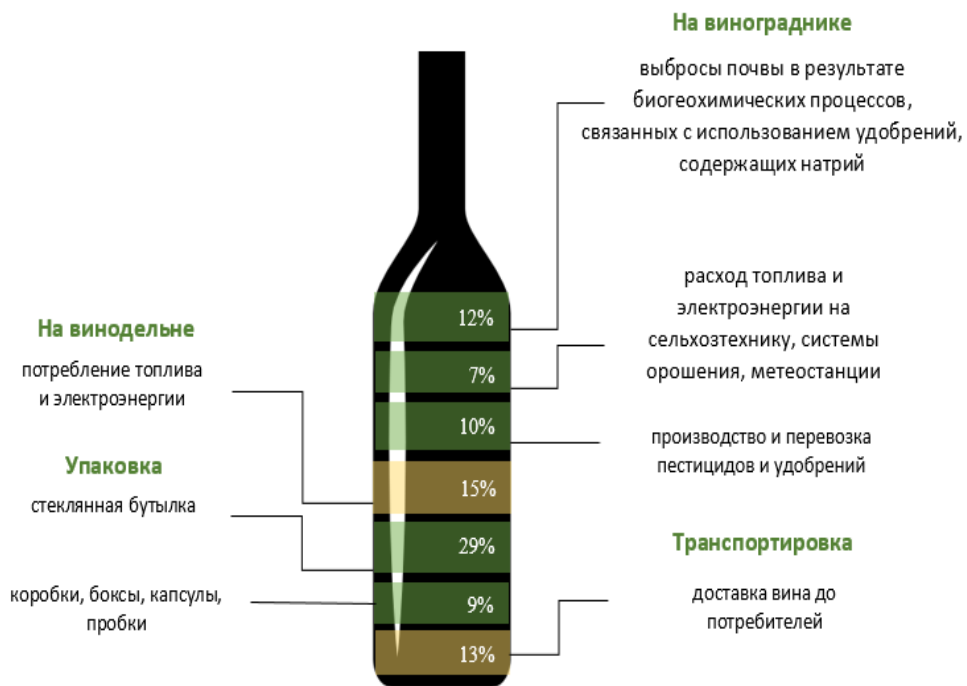 На винограднике
выбросы почвы в результате
биогеохимических процессов,
связанных с использованием удобрений,
содержащих натрий
расход топлива и
электроэнергии на
сельхозтехнику, системы
орошения, метеостанции
производство и перевозка
пестицидов и удобрений
На винодельне
потребление топлива
и электроэнергии
Упаковка
стеклянная бутылка
коробки, боксы, капсулы,
пробки
Транспортировка
доставка вина до
потребителей
12%
7%
10%
15%
29%
9%
13%